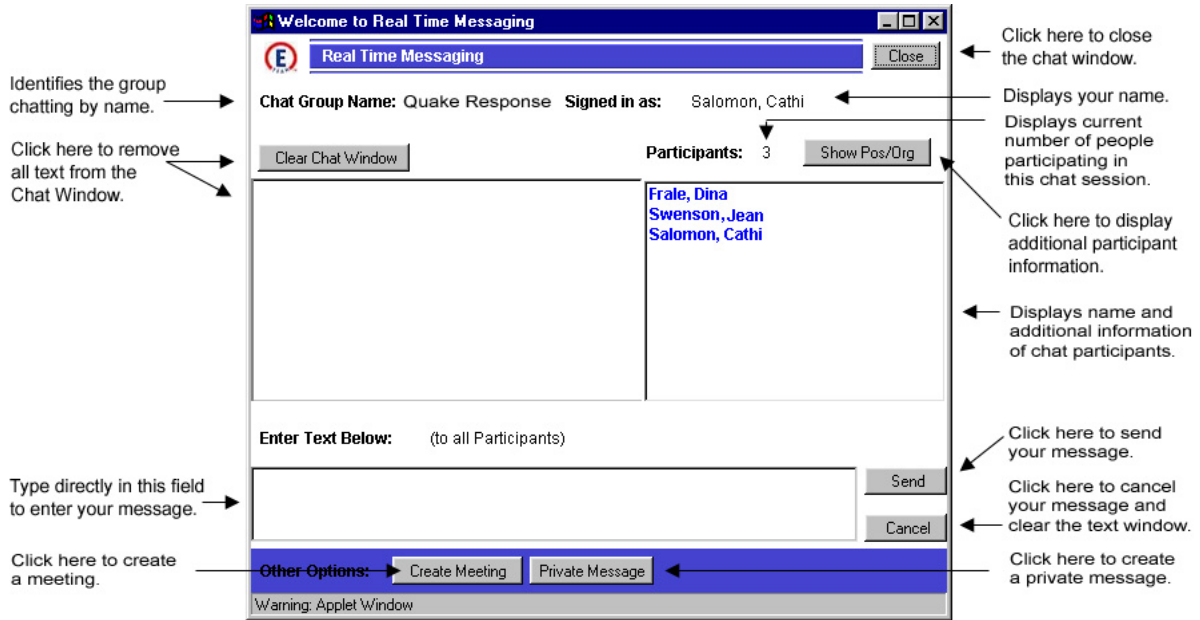 Welcome to Real Time Messaging
E
Real Time Messaging
Close
Click here to close
the chat window.
Identifies the group
chatting by name.
Chat Group Name: Quake Response Signed in as: Salomon, Cathi
Displays your name.
Displays current
number of people
participating in
this chat session.
Click here to remove
all text from the
Chat Window.
Clear Chat Window
Participants: 3
Show Pos/Org
Frale, Dina
Swenson, Jean
Salomon, Cathi
Click here to display
additional participant
information.
Displays name and
additional information
of chat participants.
Enter Text Below: (to all Participants)
Click here to send
your message.
Type directly in this field
to enter your message.
Send
Click here to cancel
your message and
clear the text window.
Cancel
Click here to create
a meeting.
Other Options: Create Meeting Private Message
Click here to create
a private message.
Warning: Applet Window